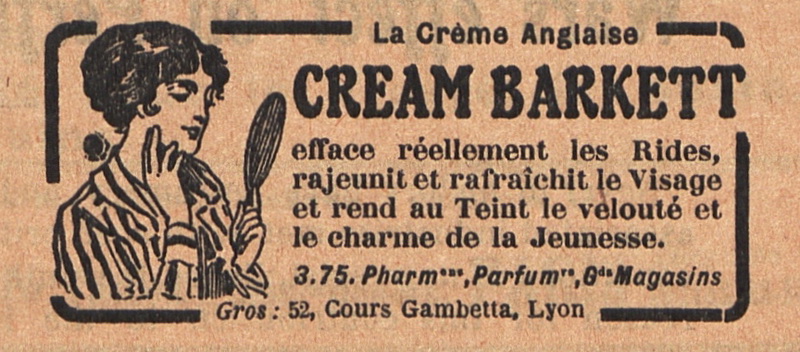 La Crème Anglaise
CREAM BARKETT
efface réellement les Rides,
rajeunit et rafraîchit le Visage
et rend au Teint le velouté et
le charme de la Jeunesse.
3.75. Pharmᵉⁿᵉˢ, Parfumʳˢ, Gᵈˢ Magasins
Gros : 52, Cours Gambetta, Lyon